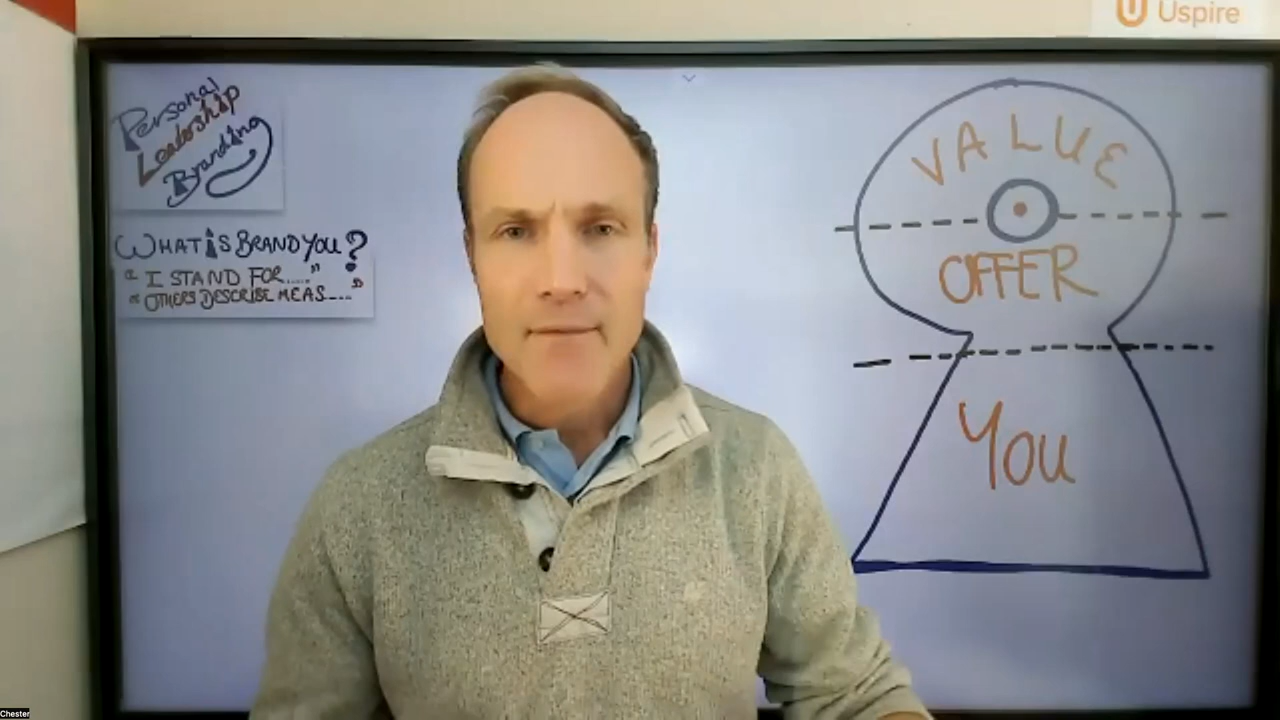 Uspire
Personal
Leadership
Branding
WHAT IS BRAND YOU?
"I STAND FOR....."
"OTHERS DESCRIBE ME AS....."
VALUE
OFFER
You
Chester